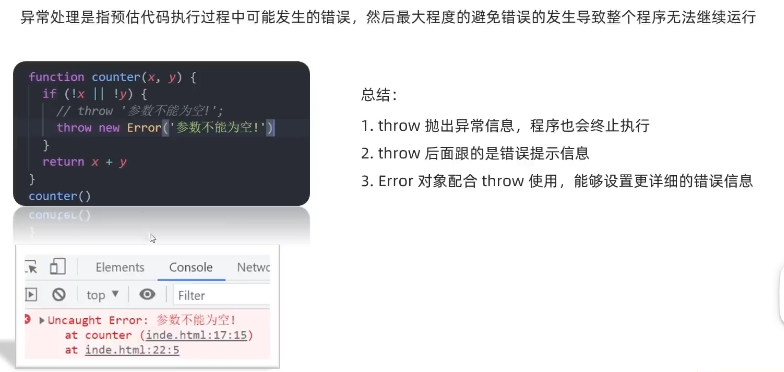 异常处理是指预估代码执行过程中可能发生的错误，然后最大程度的避免错误的发生导致整个程序无法继续运行
function counter(x, y) {
if (!x || !y) {
// throw '参数不能为空!';
throw new Error('参数不能为空!')
}
return x + y
}
counter()
总结：
1. throw 抛出异常信息，程序也会终止执行
2. throw 后面跟的是错误提示信息
3. Error 对象配合 throw 使用，能够设置更详细的错误信息
Elements Console Netwo
top Filter
Uncaught Error: 参数不能为空!
at counter (inde.html:17:15)
at inde.html:22:5